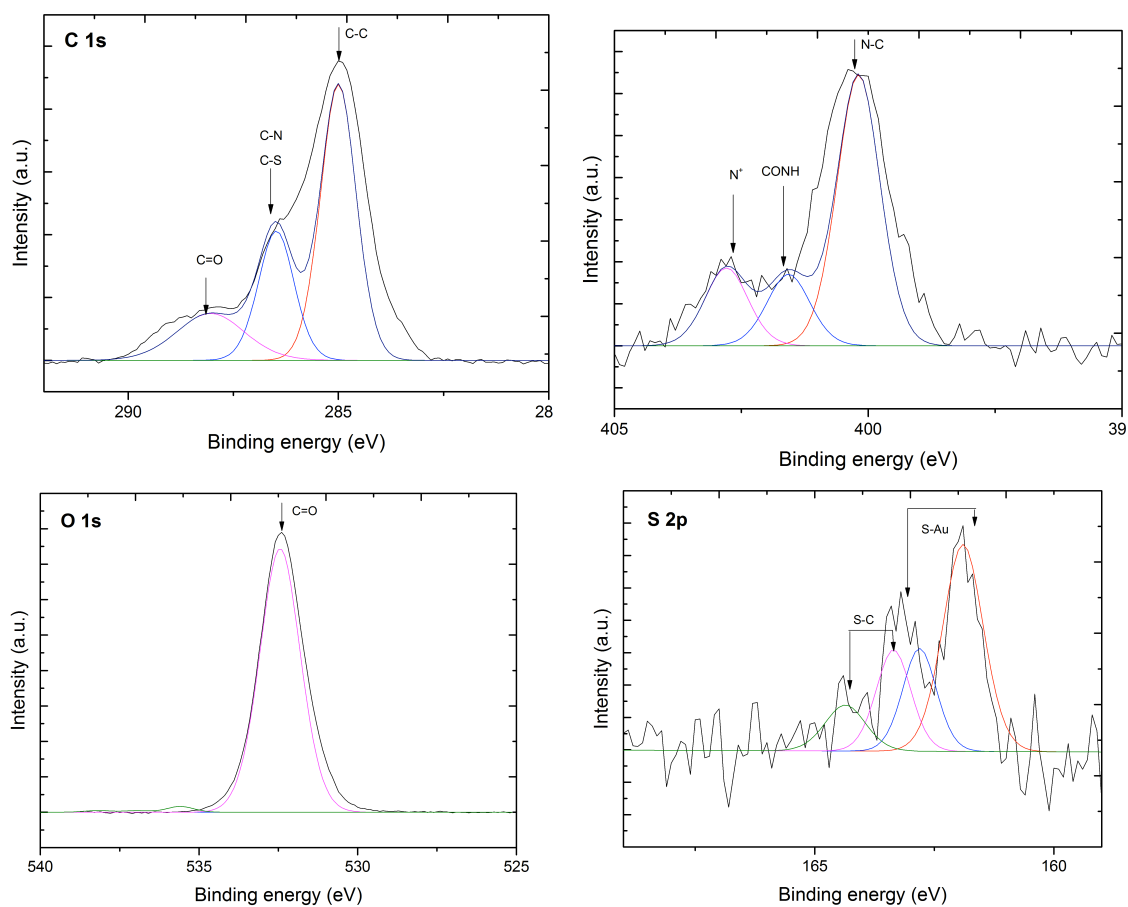 C 1s
C-C
C-N
C-S
C=O
Intensity (a.u.)
290
285
28
Binding energy (eV)
N-C
N+
CONH
Intensity (a.u.)
405
400
39
Binding energy (eV)
O 1s
C=O
Intensity (a.u.)
540
535
530
525
Binding energy (eV)
S 2p
S-Au
S-C
Intensity (a.u.)
165
160
Binding energy (eV)